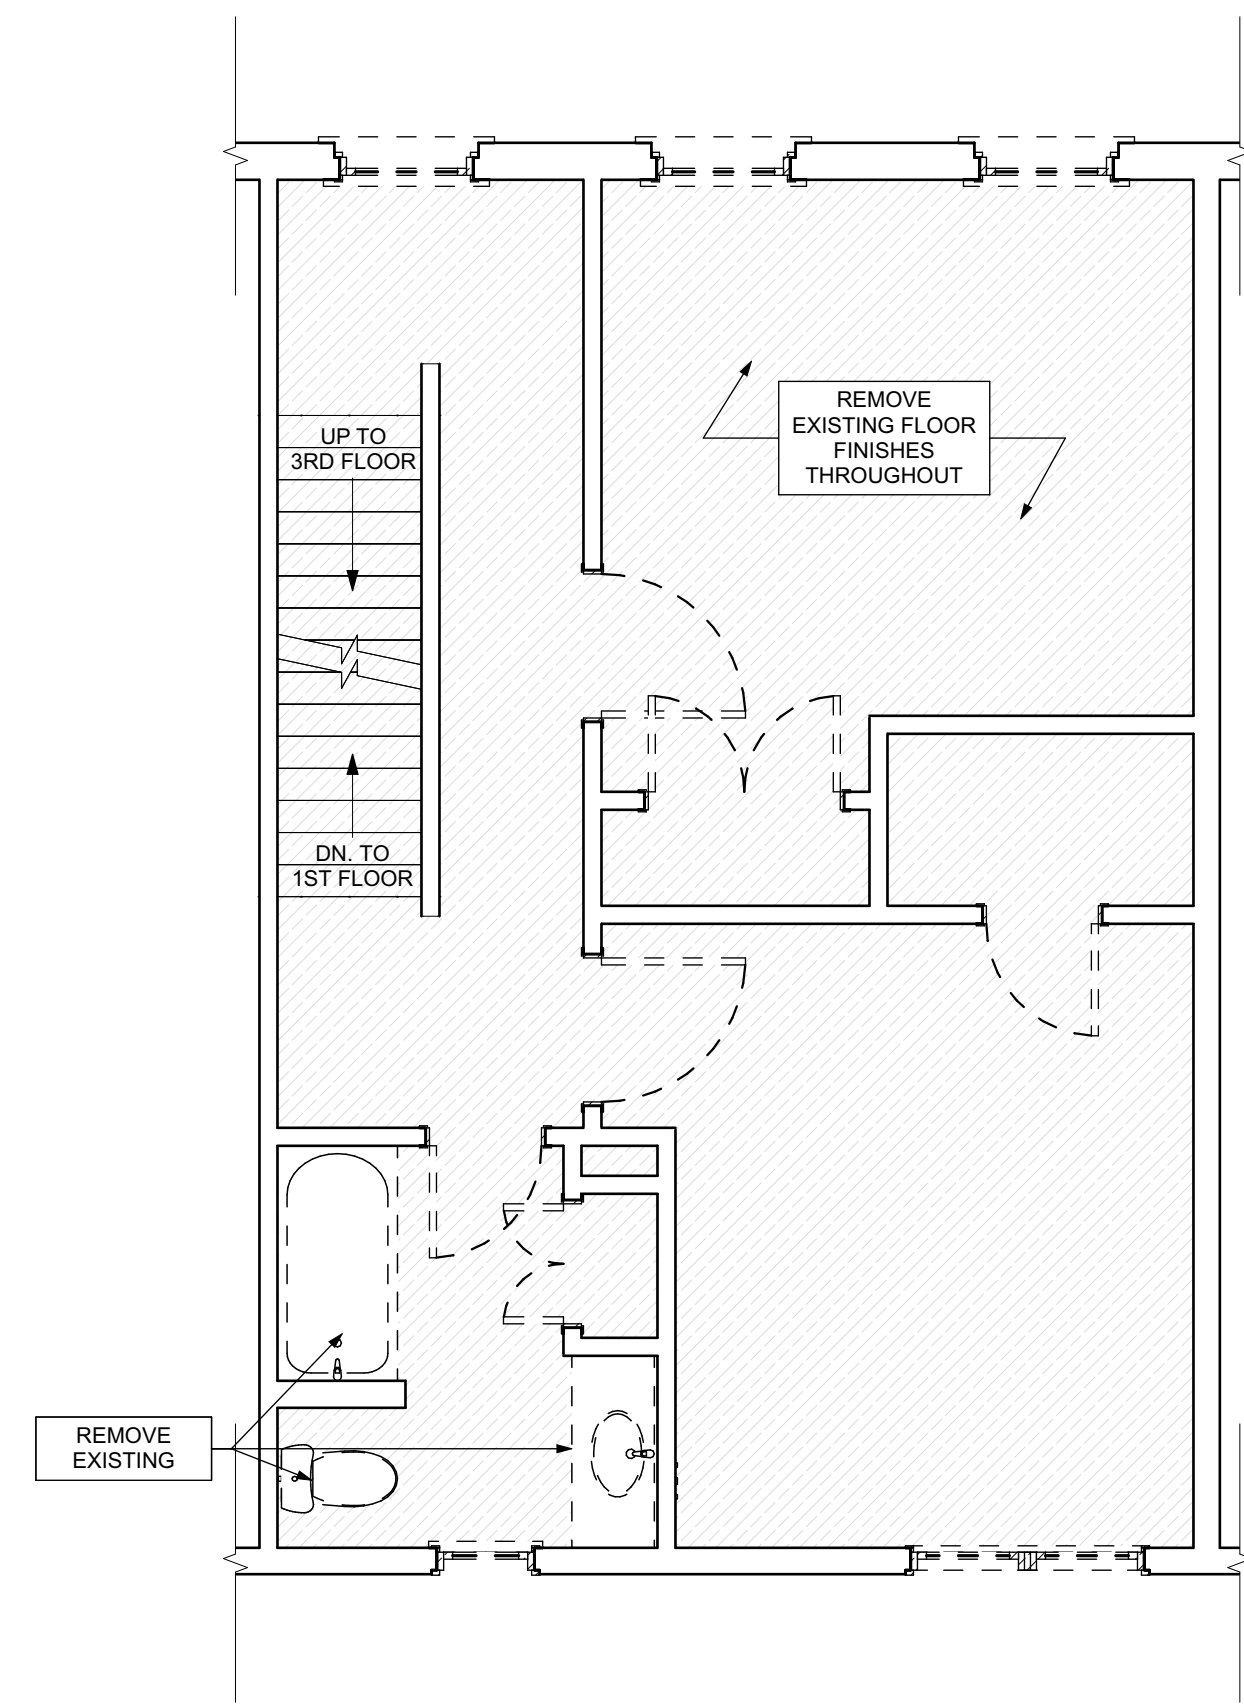 UP TO
3RD FLOOR
REMOVE
EXISTING FLOOR
FINISHES
THROUGHOUT
DN. TO
1ST FLOOR
REMOVE
EXISTING